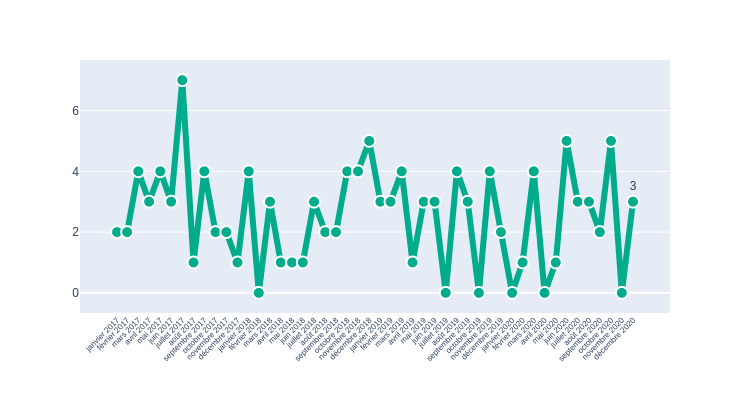 6
4
2
0
3
janvier 2017
février 2017
mars 2017
avril 2017
mai 2017
juin 2017
juillet 2017
août 2017
septembre 2017
octobre 2017
novembre 2017
décembre 2017
janvier 2018
février 2018
mars 2018
avril 2018
mai 2018
juin 2018
juillet 2018
août 2018
septembre 2018
octobre 2018
novembre 2018
décembre 2018
janvier 2019
février 2019
mars 2019
avril 2019
mai 2019
juin 2019
juillet 2019
août 2019
septembre 2019
octobre 2019
novembre 2019
décembre 2019
janvier 2020
février 2020
mars 2020
avril 2020
mai 2020
juin 2020
juillet 2020
août 2020
septembre 2020
octobre 2020
novembre 2020
décembre 2020